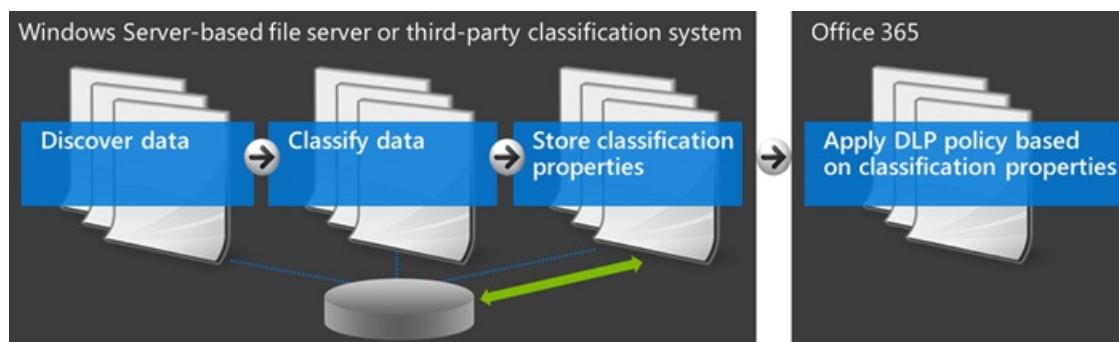 Windows Server-based file server or third-party classification system
Office 365
Discover data
Classify data
Store classification
properties
Apply DLP policy based
on classification properties